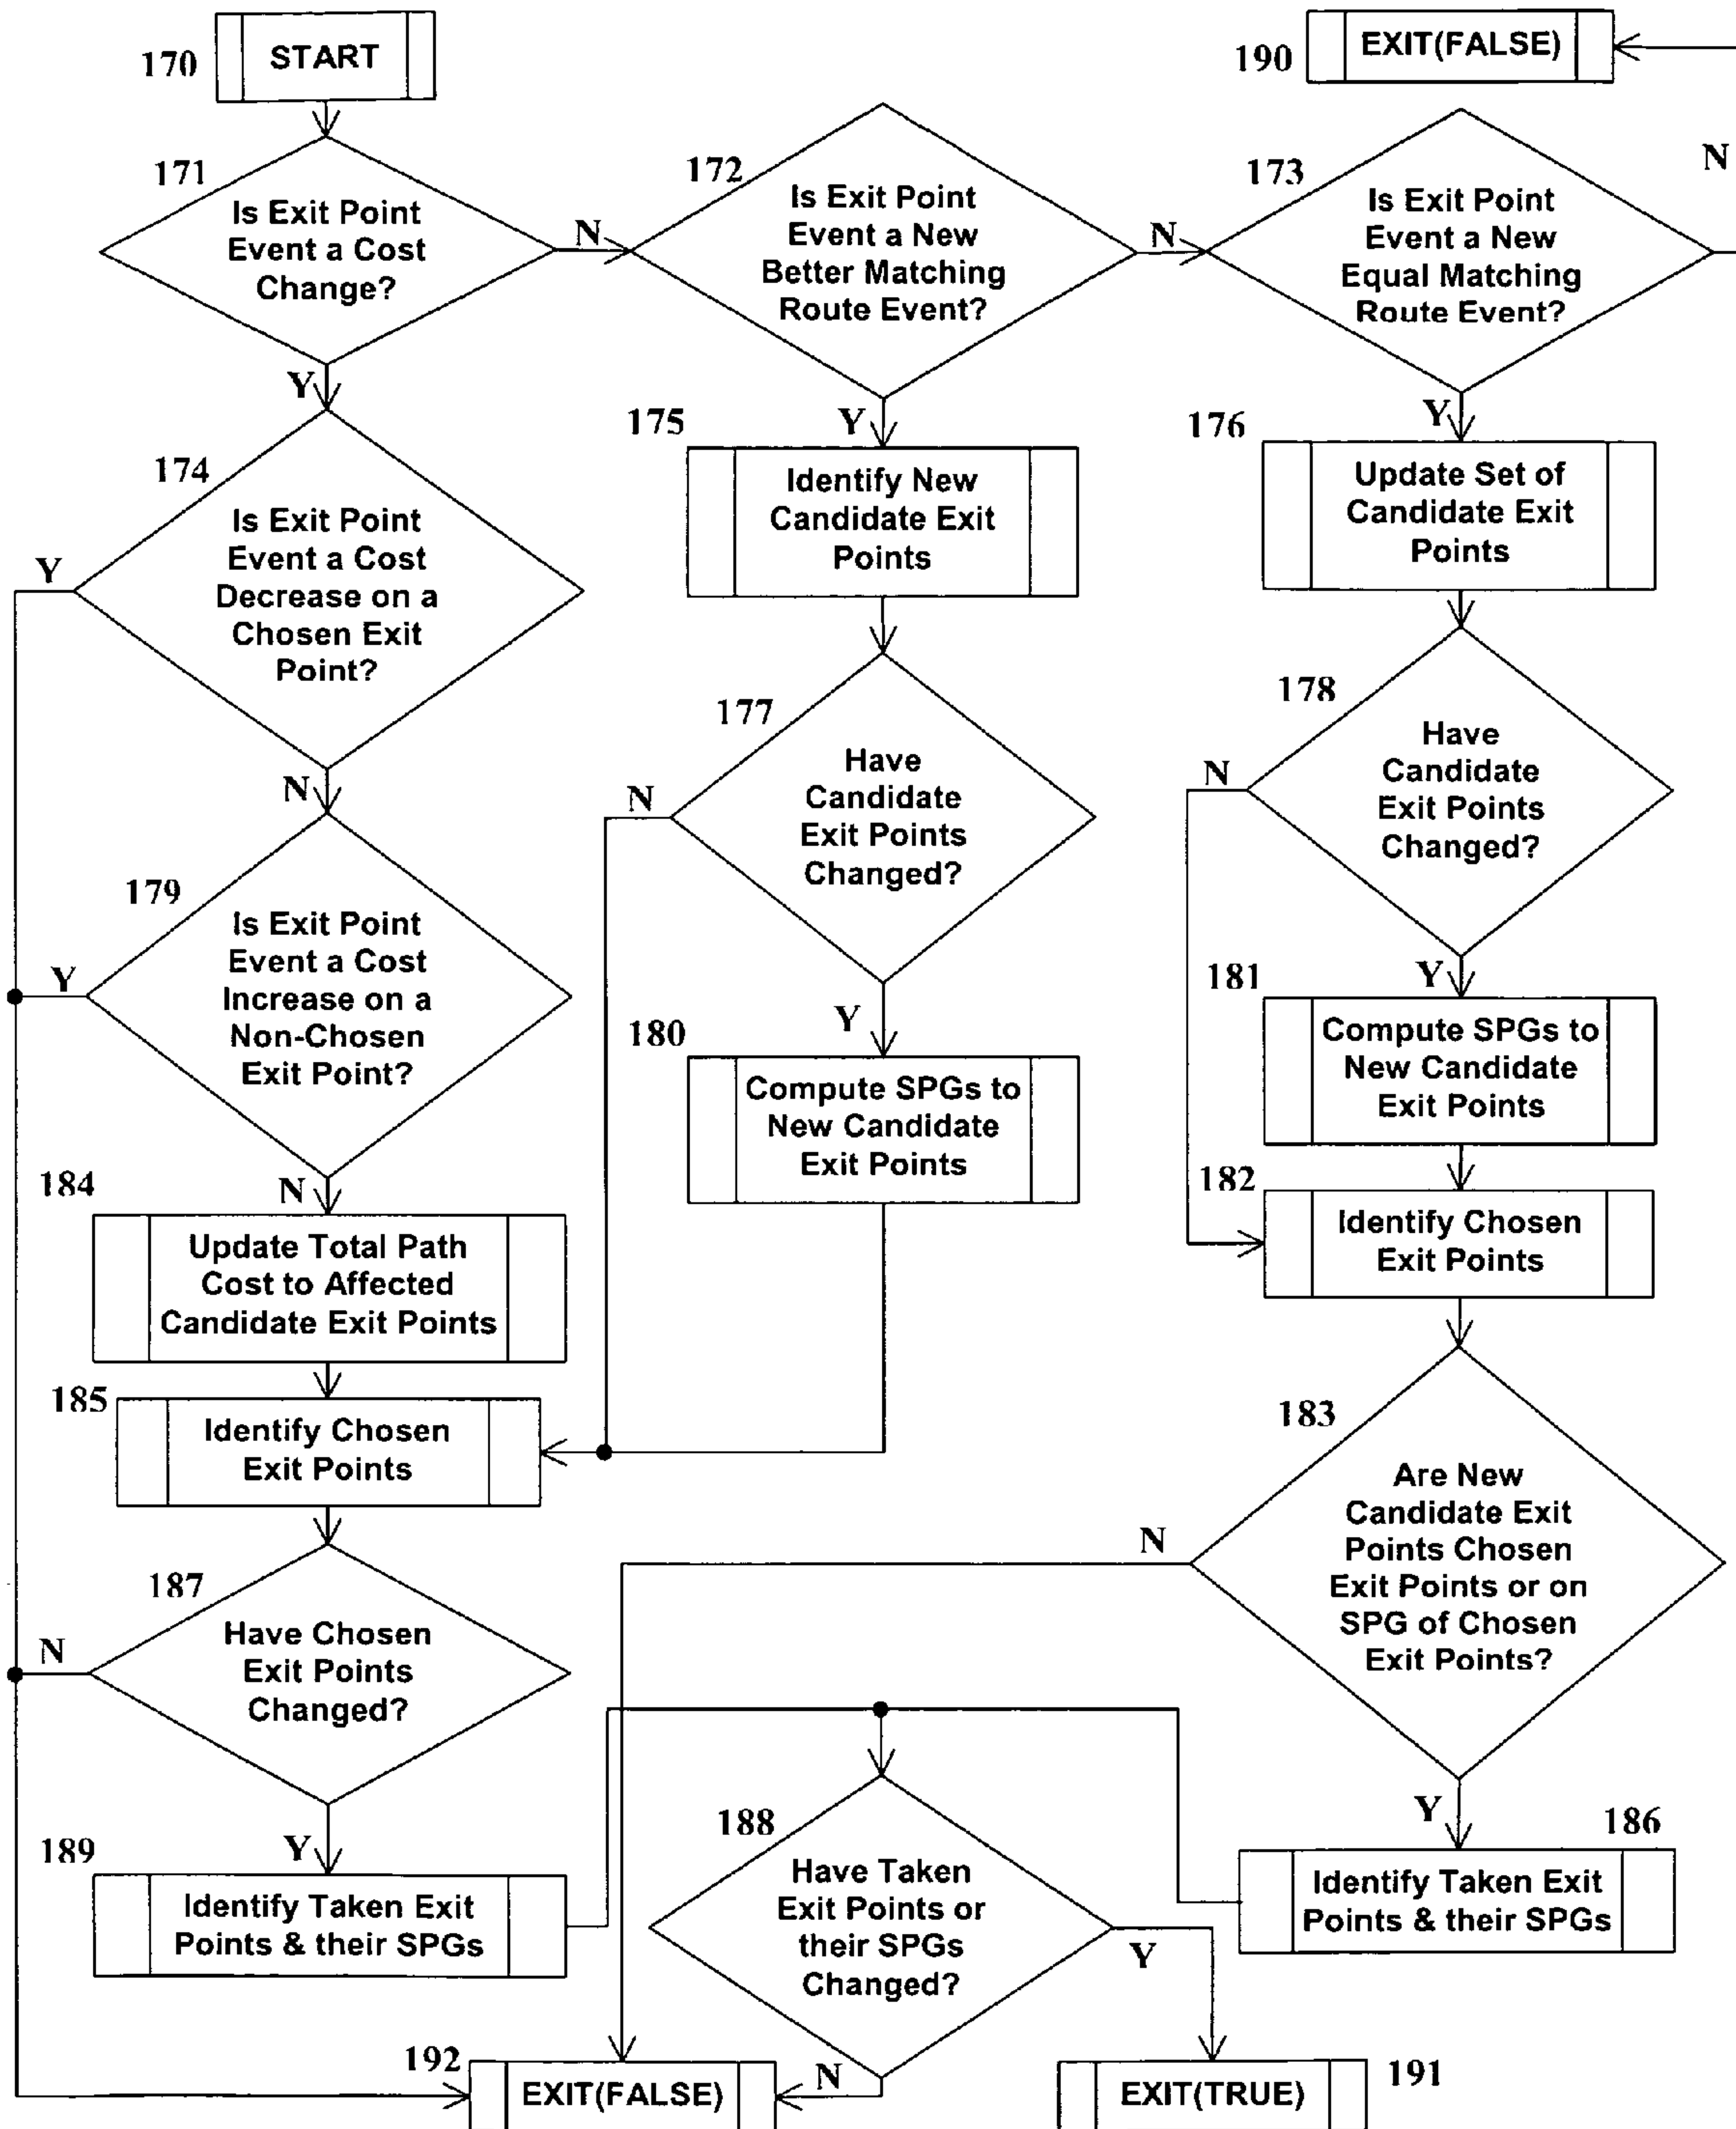 170
START
190
EXIT(FALSE)
171
Is Exit Point
Event a Cost
Change?
N
172
Is Exit Point
Event a New
Better Matching
Route Event?
N
173
Is Exit Point
Event a New
Equal Matching
Route Event?
N
Y
Y
Y
174
Is Exit Point
Event a Cost
Decrease on a
Chosen Exit
Point?
Y
N
175
Identify New
Candidate Exit
Points
176
Update Set of
Candidate Exit
Points
177
Have
Candidate
Exit Points
Changed?
N
Y
178
Have
Candidate
Exit Points
Changed?
N
Y
179
Is Exit Point
Event a Cost
Increase on a
Non-Chosen
Exit Point?
Y
N
180
Compute SPGs to
New Candidate
Exit Points
181
Compute SPGs to
New Candidate
Exit Points
182
Identify Chosen
Exit Points
184
Update Total Path
Cost to Affected
Candidate Exit Points
185
Identify Chosen
Exit Points
183
Are New
Candidate Exit
Points Chosen
Exit Points or on
SPG of Chosen
Exit Points?
N
Y
187
Have Chosen
Exit Points
Changed?
N
Y
189
Identify Taken Exit
Points & their SPGs
188
Have Taken
Exit Points or
their SPGs
Changed?
Y
N
186
Identify Taken Exit
Points & their SPGs
192
EXIT(FALSE)
EXIT(TRUE)
191